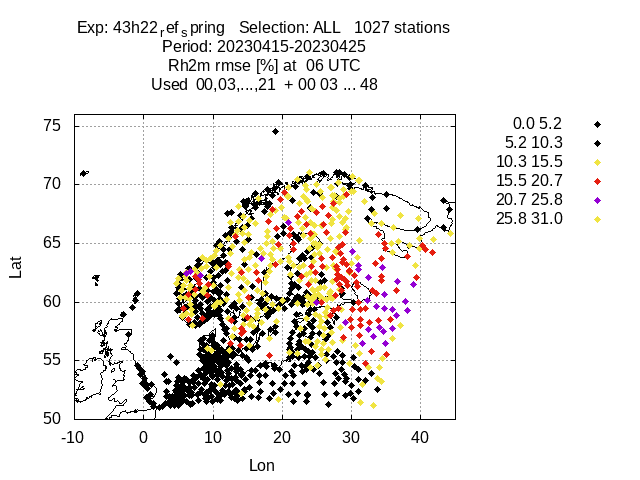 Exp: 43h22refspring   Selection: ALL   1027 stations
Period: 20230415-20230425
Rh2m rmse [%] at  06 UTC
Used  00,03,...,21  + 00 03 ... 48
0.0 5.2
5.2 10.3
10.3 15.5
15.5 20.7
20.7 25.8
25.8 31.0
75
70
65
60
55
50
Lat
-10 0 10 20 30 40
Lon